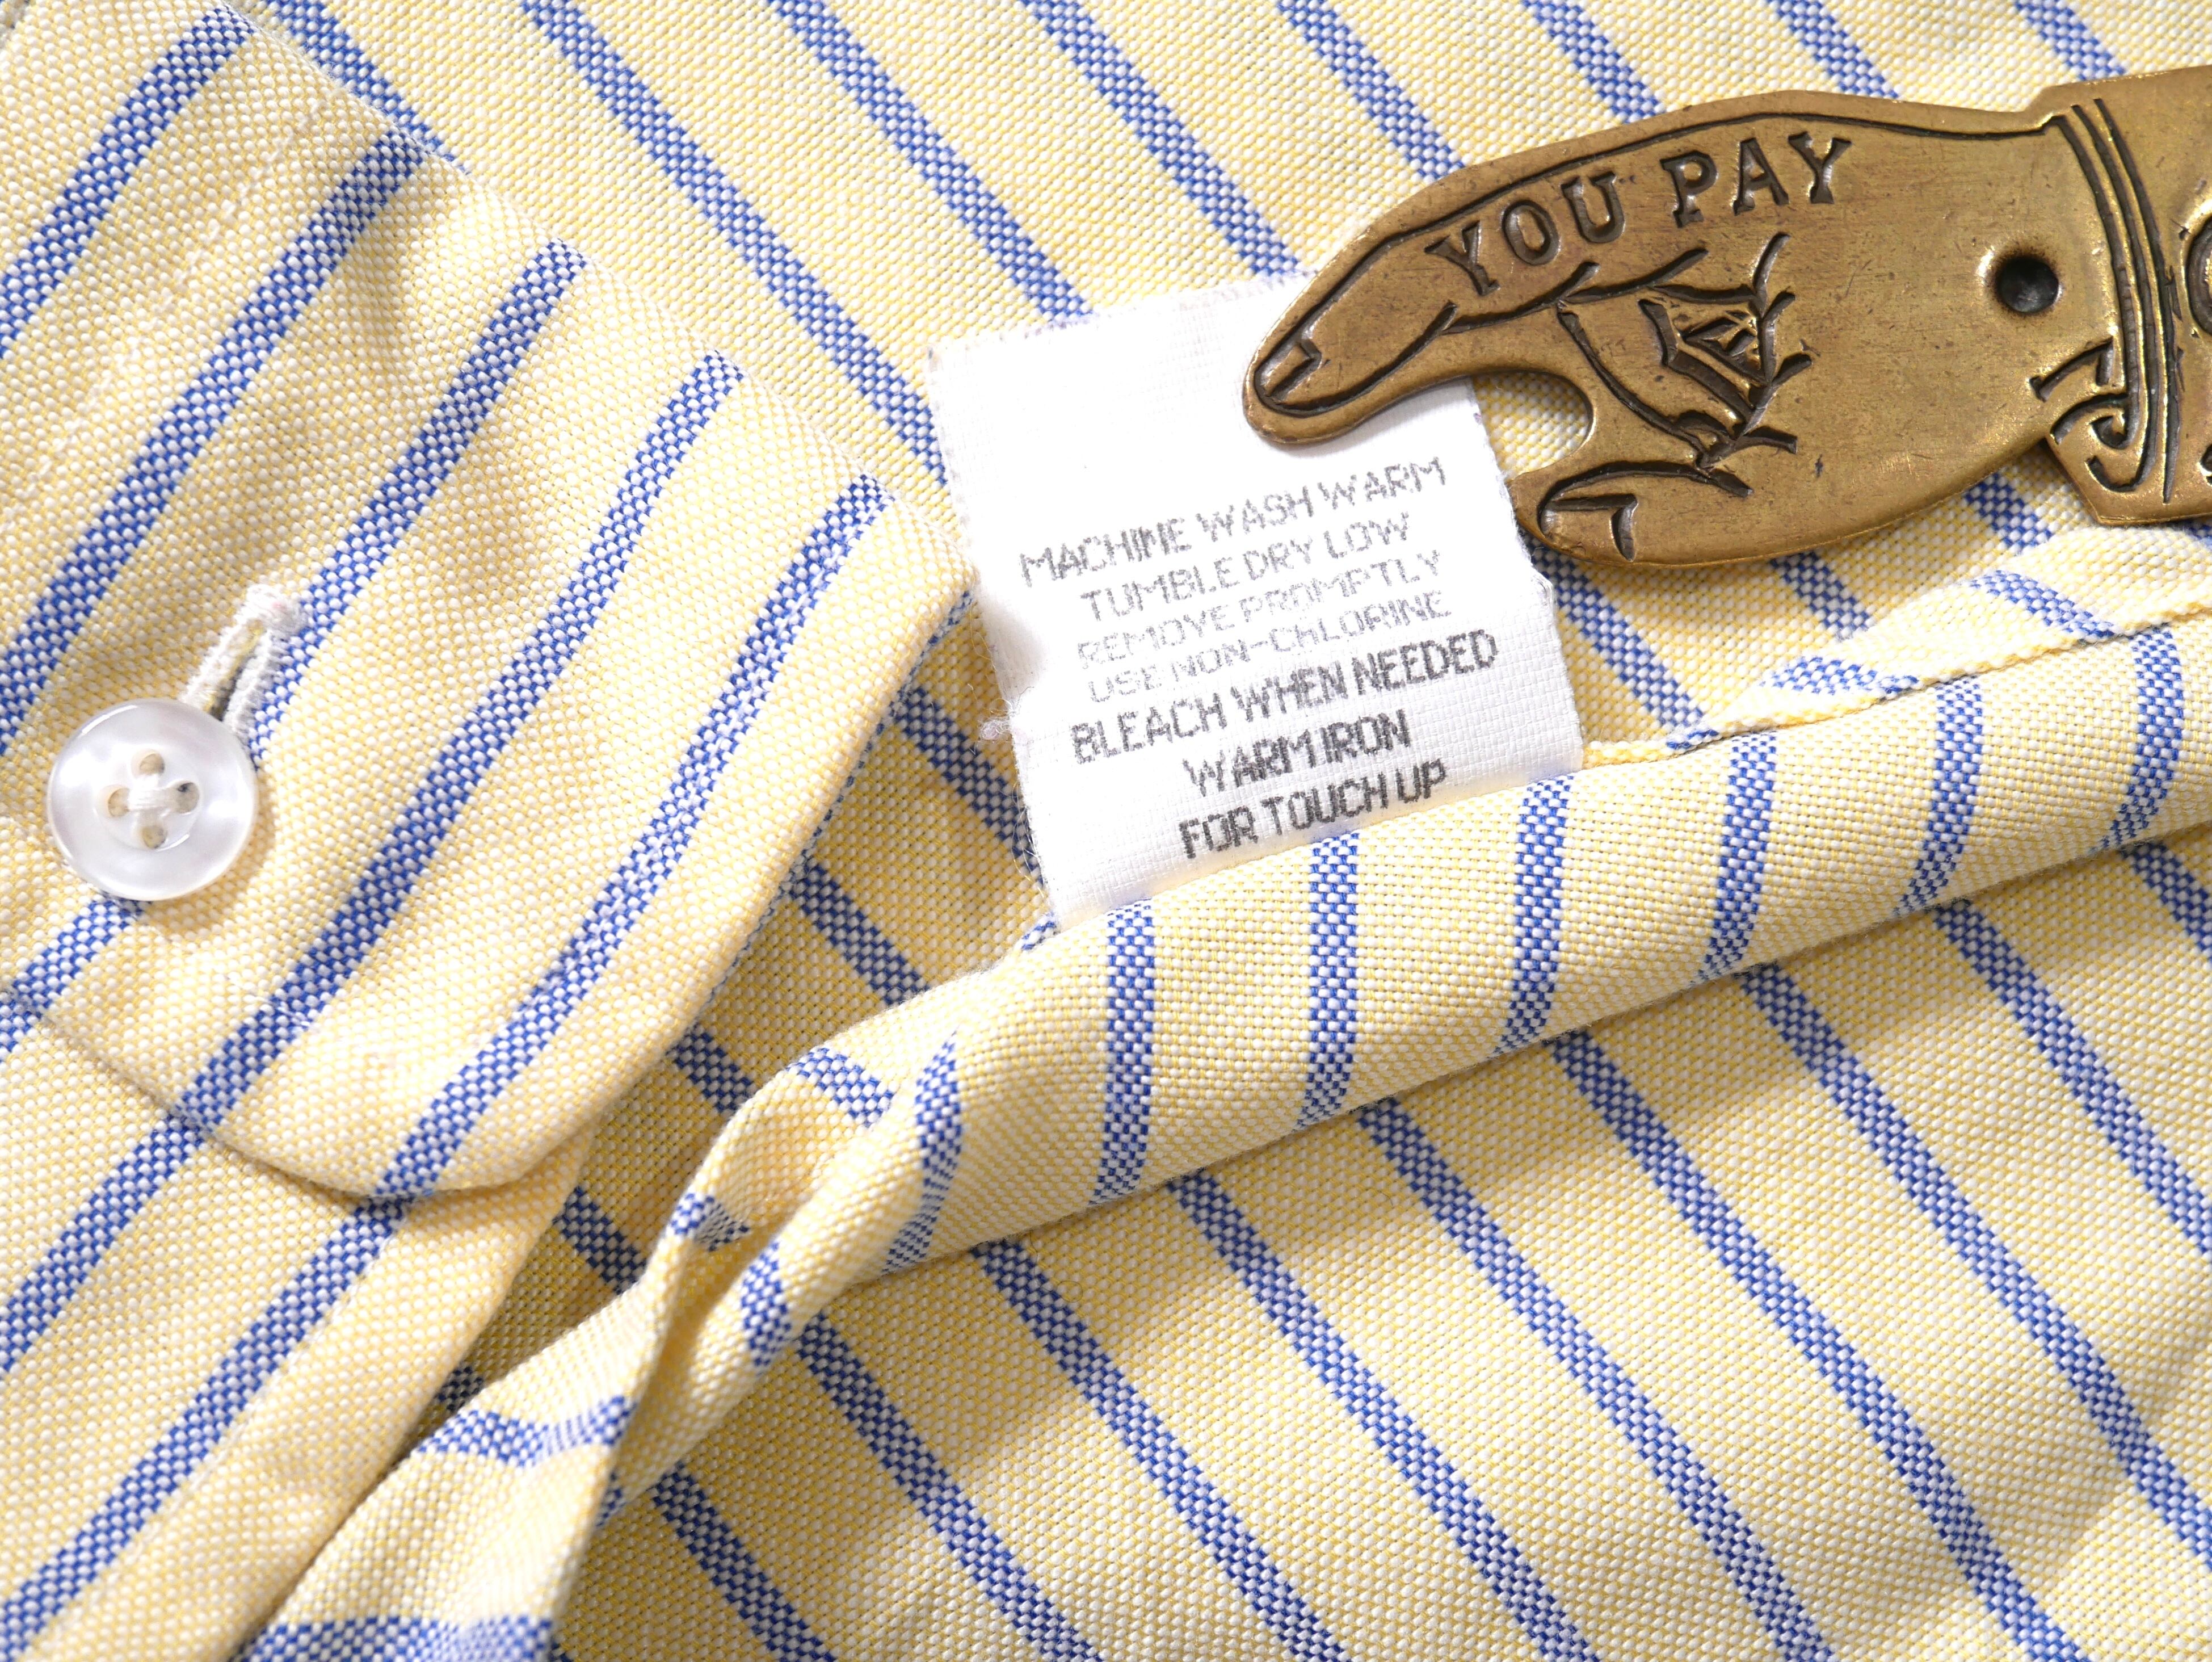 YOU PAY
MACHINE WASH WARM
TUMBLE DRY LOW
REMOVE PROMPTLY
USE NON-CHLORINE
BLEACH WHEN NEEDED
WARM IRON
FOR TOUCH UP